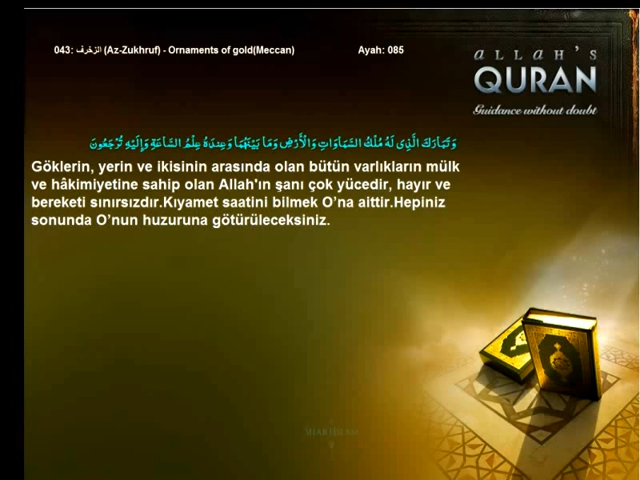 043: الزخرف (Az-Zukhruf) - Ornaments of gold(Meccan) Ayah: 085
ALLAH'S
QURAN
Guidance without doubt
وَتَبَارَكَ الَّذِي لَهُ مُلْكُ السَّمَاوَاتِ وَالْأَرْضِ وَمَا بَيْنَهُمَا وَعِندَهُ عِلْمُ السَّاعَةِ وَإِلَيْهِ تُرْجَعُونَ
Göklerin, yerin ve ikisinin arasında olan bütün varlıkların mülk
ve hâkimiyetine sahip olan Allah'ın şanı çok yücedir, hayır ve
bereketi sınırsızdır.Kıyamet saatini bilmek O’na aittir.Hepiniz
sonunda O’nun huzuruna götürüleceksiniz.